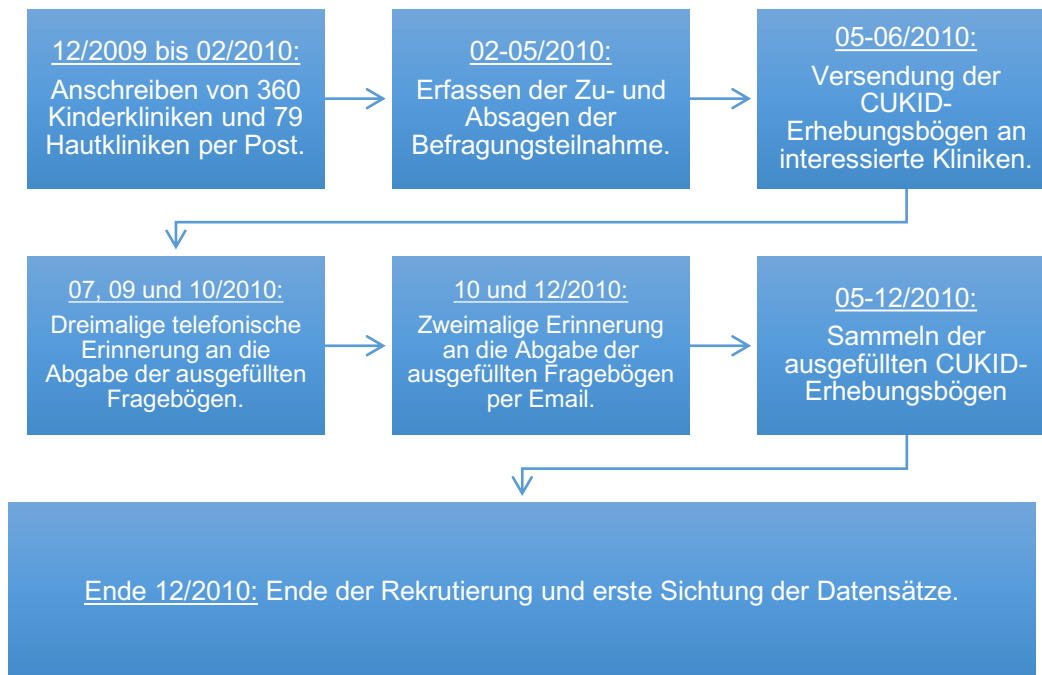 12/2009 bis 02/2010:
Anschreiben von 360
Kinderkliniken und 79
Hautkliniken per Post.
02-05/2010:
Erfassen der Zu- und
Absagen der
Befragungsteilnahme.
05-06/2010:
Versendung der
CUKID-
Erhebungsbögen an
interessierte Kliniken.
07, 09 und 10/2010:
Dreimalige telefonische
Erinnerung an die
Abgabe der ausgefüllten
Fragebögen.
10 und 12/2010:
Zweimalige Erinnerung
an die Abgabe der
ausgefüllten Fragebögen
per Email.
05-12/2010:
Sammeln der
ausgefüllten CUKID-
Erhebungsbögen
Ende 12/2010: Ende der Rekrutierung und erste Sichtung der Datensätze.